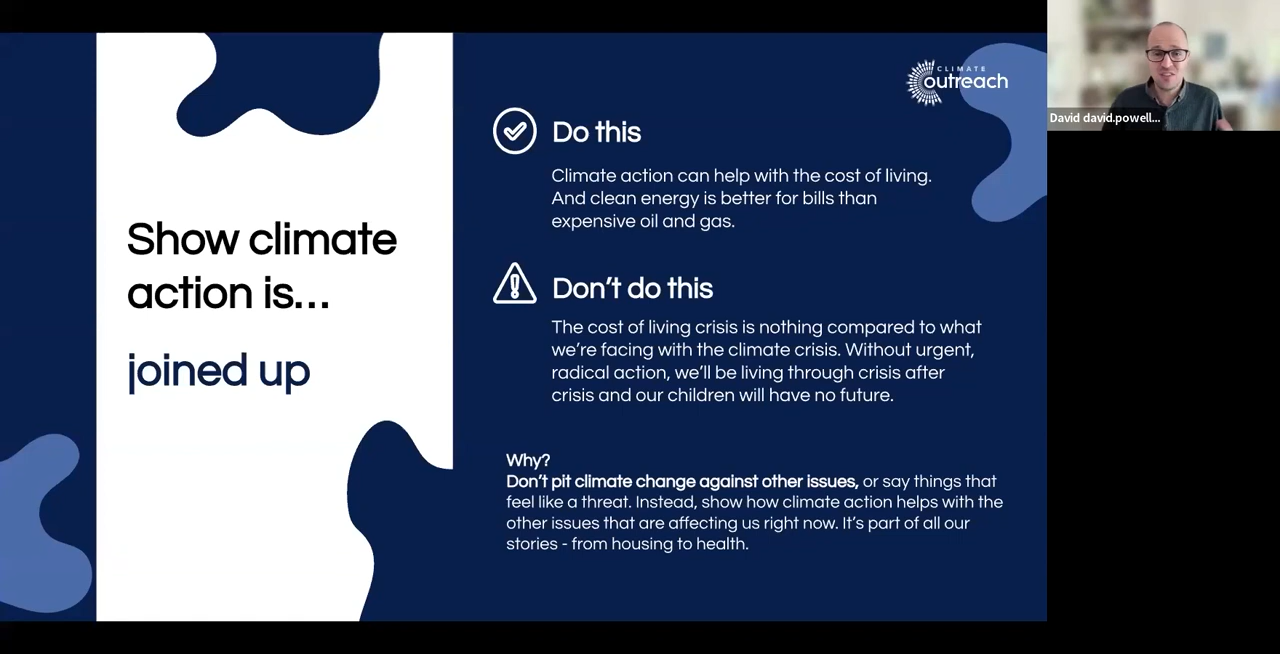 Show climate
action is...
joined up
CLIMATE
outreach
Do this
Climate action can help with the cost of living.
And clean energy is better for bills than
expensive oil and gas.
Don't do this
The cost of living crisis is nothing compared to what
we're facing with the climate crisis. Without urgent,
radical action, we'll be living through crisis after
crisis and our children will have no future.
Why?
Don't pit climate change against other issues, or say things that
feel like a threat. Instead, show how climate action helps with the
other issues that are affecting us right now. It's part of all our
stories - from housing to health.
David david.powell...